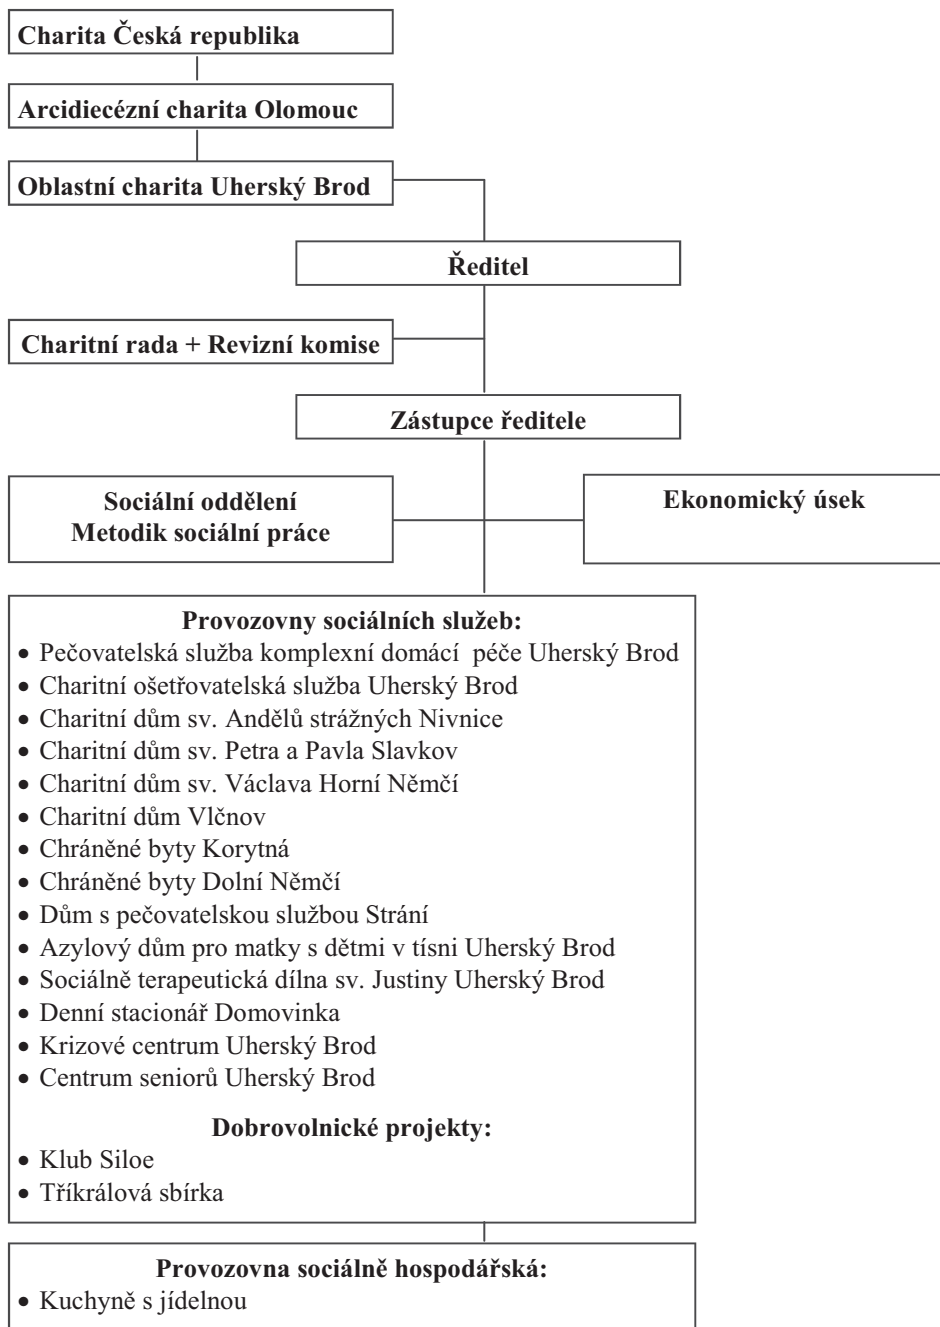 Charita Česká republika
Arcidiecézní charita Olomouc
Oblastní charita Uherský Brod
Ředitel
Charitní rada + Revizní komise
Zástupce ředitele
Sociální oddělení
Metodik sociální práce
Ekonomický úsek
Provozovny sociálních služeb:
• Pečovatelská služba komplexní domácí péče Uherský Brod
• Charitní ošetřovatelská služba Uherský Brod
• Charitní dům sv. Andělů strážných Nivnice
• Charitní dům sv. Petra a Pavla Slavkov
• Charitní dům sv. Václava Horní Němčí
• Charitní dům Vlčnov
• Chráněné byty Korytná
• Chráněné byty Dolní Němčí
• Dům s pečovatelskou službou Strání
• Azylový dům pro matky s dětmi v tísni Uherský Brod
• Sociálně terapeutická dílna sv. Justiny Uherský Brod
• Denní stacionář Domovinka
• Krizové centrum Uherský Brod
• Centrum seniorů Uherský Brod
Dobrovolnické projekty:
• Klub Siloe
• Tříkrálová sbírka
Provozovna sociálně hospodářská:
• Kuchyně s jídelnou